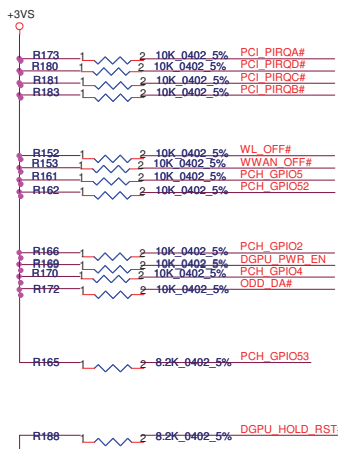 +3VS
R173 1 2 10K_0402_5% PCI_PIRQA#
R180 1 2 10K_0402_5% PCI_PIRQD#
R181 1 2 10K_0402_5% PCI_PIRQC#
R183 1 2 10K_0402_5% PCI_PIRQB#
R152 1 2 10K_0402_5% WL_OFF#
R153 1 2 10K_0402_5% WWAN_OFF#
R161 1 2 10K_0402_5% PCH_GPIO5
R162 1 2 10K_0402_5% PCH_GPIO52
R166 1 2 10K_0402_5% PCH_GPIO2
R169 1 2 10K_0402_5% DGPU_PWR_EN
R170 1 2 10K_0402_5% PCH_GPIO4
R172 1 2 10K_0402_5% ODD_DA#
R165 1 2 8.2K_0402_5% PCH_GPIO53
R188 1 2 8.2K_0402_5% DGPU_HOLD_RST#